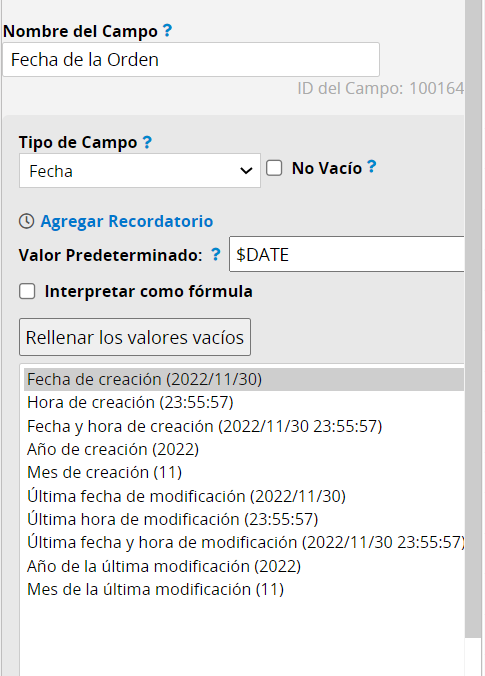 Nombre del Campo ?
Fecha de la Orden
ID del Campo: 100164
Tipo de Campo ?
Fecha
No Vacío ?
Agregar Recordatorio
Valor Predeterminado: ? $DATE
Interpretar como fórmula
Rellenar los valores vacíos
Fecha de creación (2022/11/30)
Hora de creación (23:55:57)
Fecha y hora de creación (2022/11/30 23:55:57)
Año de creación (2022)
Mes de creación (11)
Última fecha de modificación (2022/11/30)
Última hora de modificación (23:55:57)
Última fecha y hora de modificación (2022/11/30 23:55:57)
Año de la última modificación (2022)
Mes de la última modificación (11)